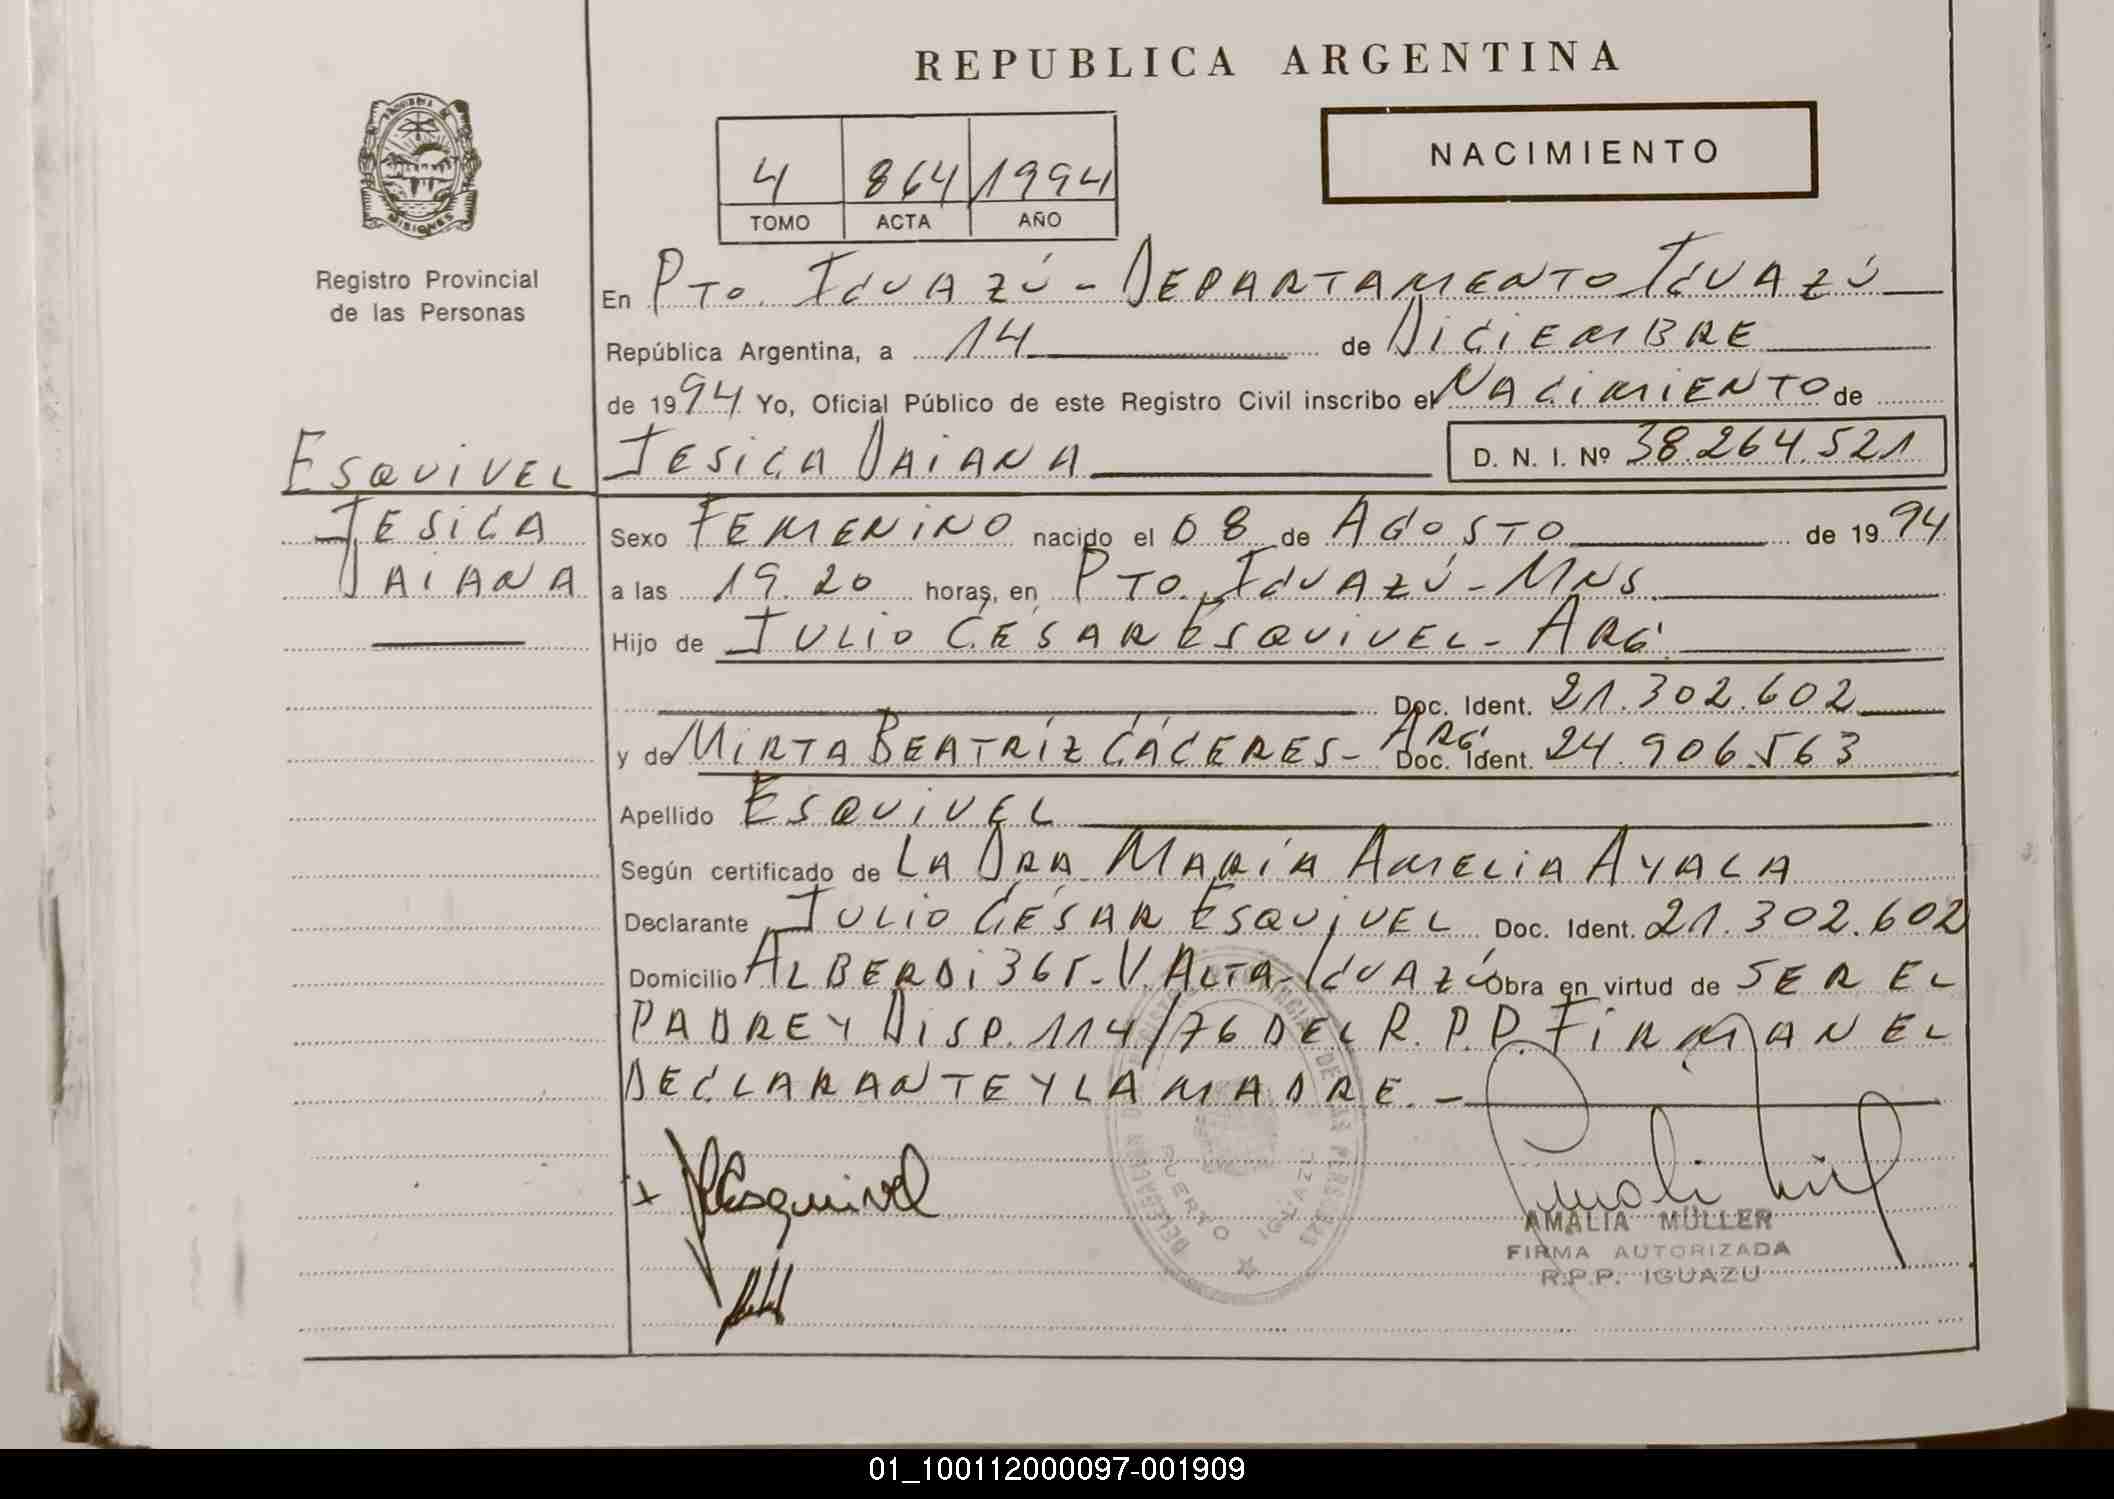 REPUBLICA ARGENTINA
PROVINCIA DE
MISIONES
Registro Provincial
de las Personas
4 864 1994
TOMO ACTA AÑO
NACIMIENTO
En PTO. IGUAZÚ - DEPARTAMENTO IGUAZÚ
República Argentina, a 14 de DICIEMBRE
de 1994 Yo, Oficial Público de este Registro Civil inscribo el NACIMIENTO de
ESQUIVEL
JESICA
DAIANA
JESICA DAIANA D. N. I. Nº 38.264.521
Sexo FEMENINO nacido el 08 de AGOSTO de 1994
a las 19.20 horas, en PTO. IGUAZÚ - MNS.
Hijo de JULIO CÉSAR ESQUIVEL - ARG.
Doc. Ident. 21.302.602
y de MIRTA BEATRÍZ CÁCERES - ARG. Doc. Ident. 24.906.563
Apellido ESQUIVEL
Según certificado de LA DRA. MARÍA AMELIA AYALA
Declarante JULIO CÉSAR ESQUIVEL Doc. Ident. 21.302.602
Domicilio ALBERDI 365 - V. ALTA - IGUAZÚ Obra en virtud de SER EL
PADRE Y DISP. 114/76 DEL R.P.P. FIRMAN EL
DECLARANTE Y LA MADRE. -
Esquivel
PUERTO IGUAZU
AMALIA MÜLLER
FIRMA AUTORIZADA
R.P.P. IGUAZU
01_100112000097-001909